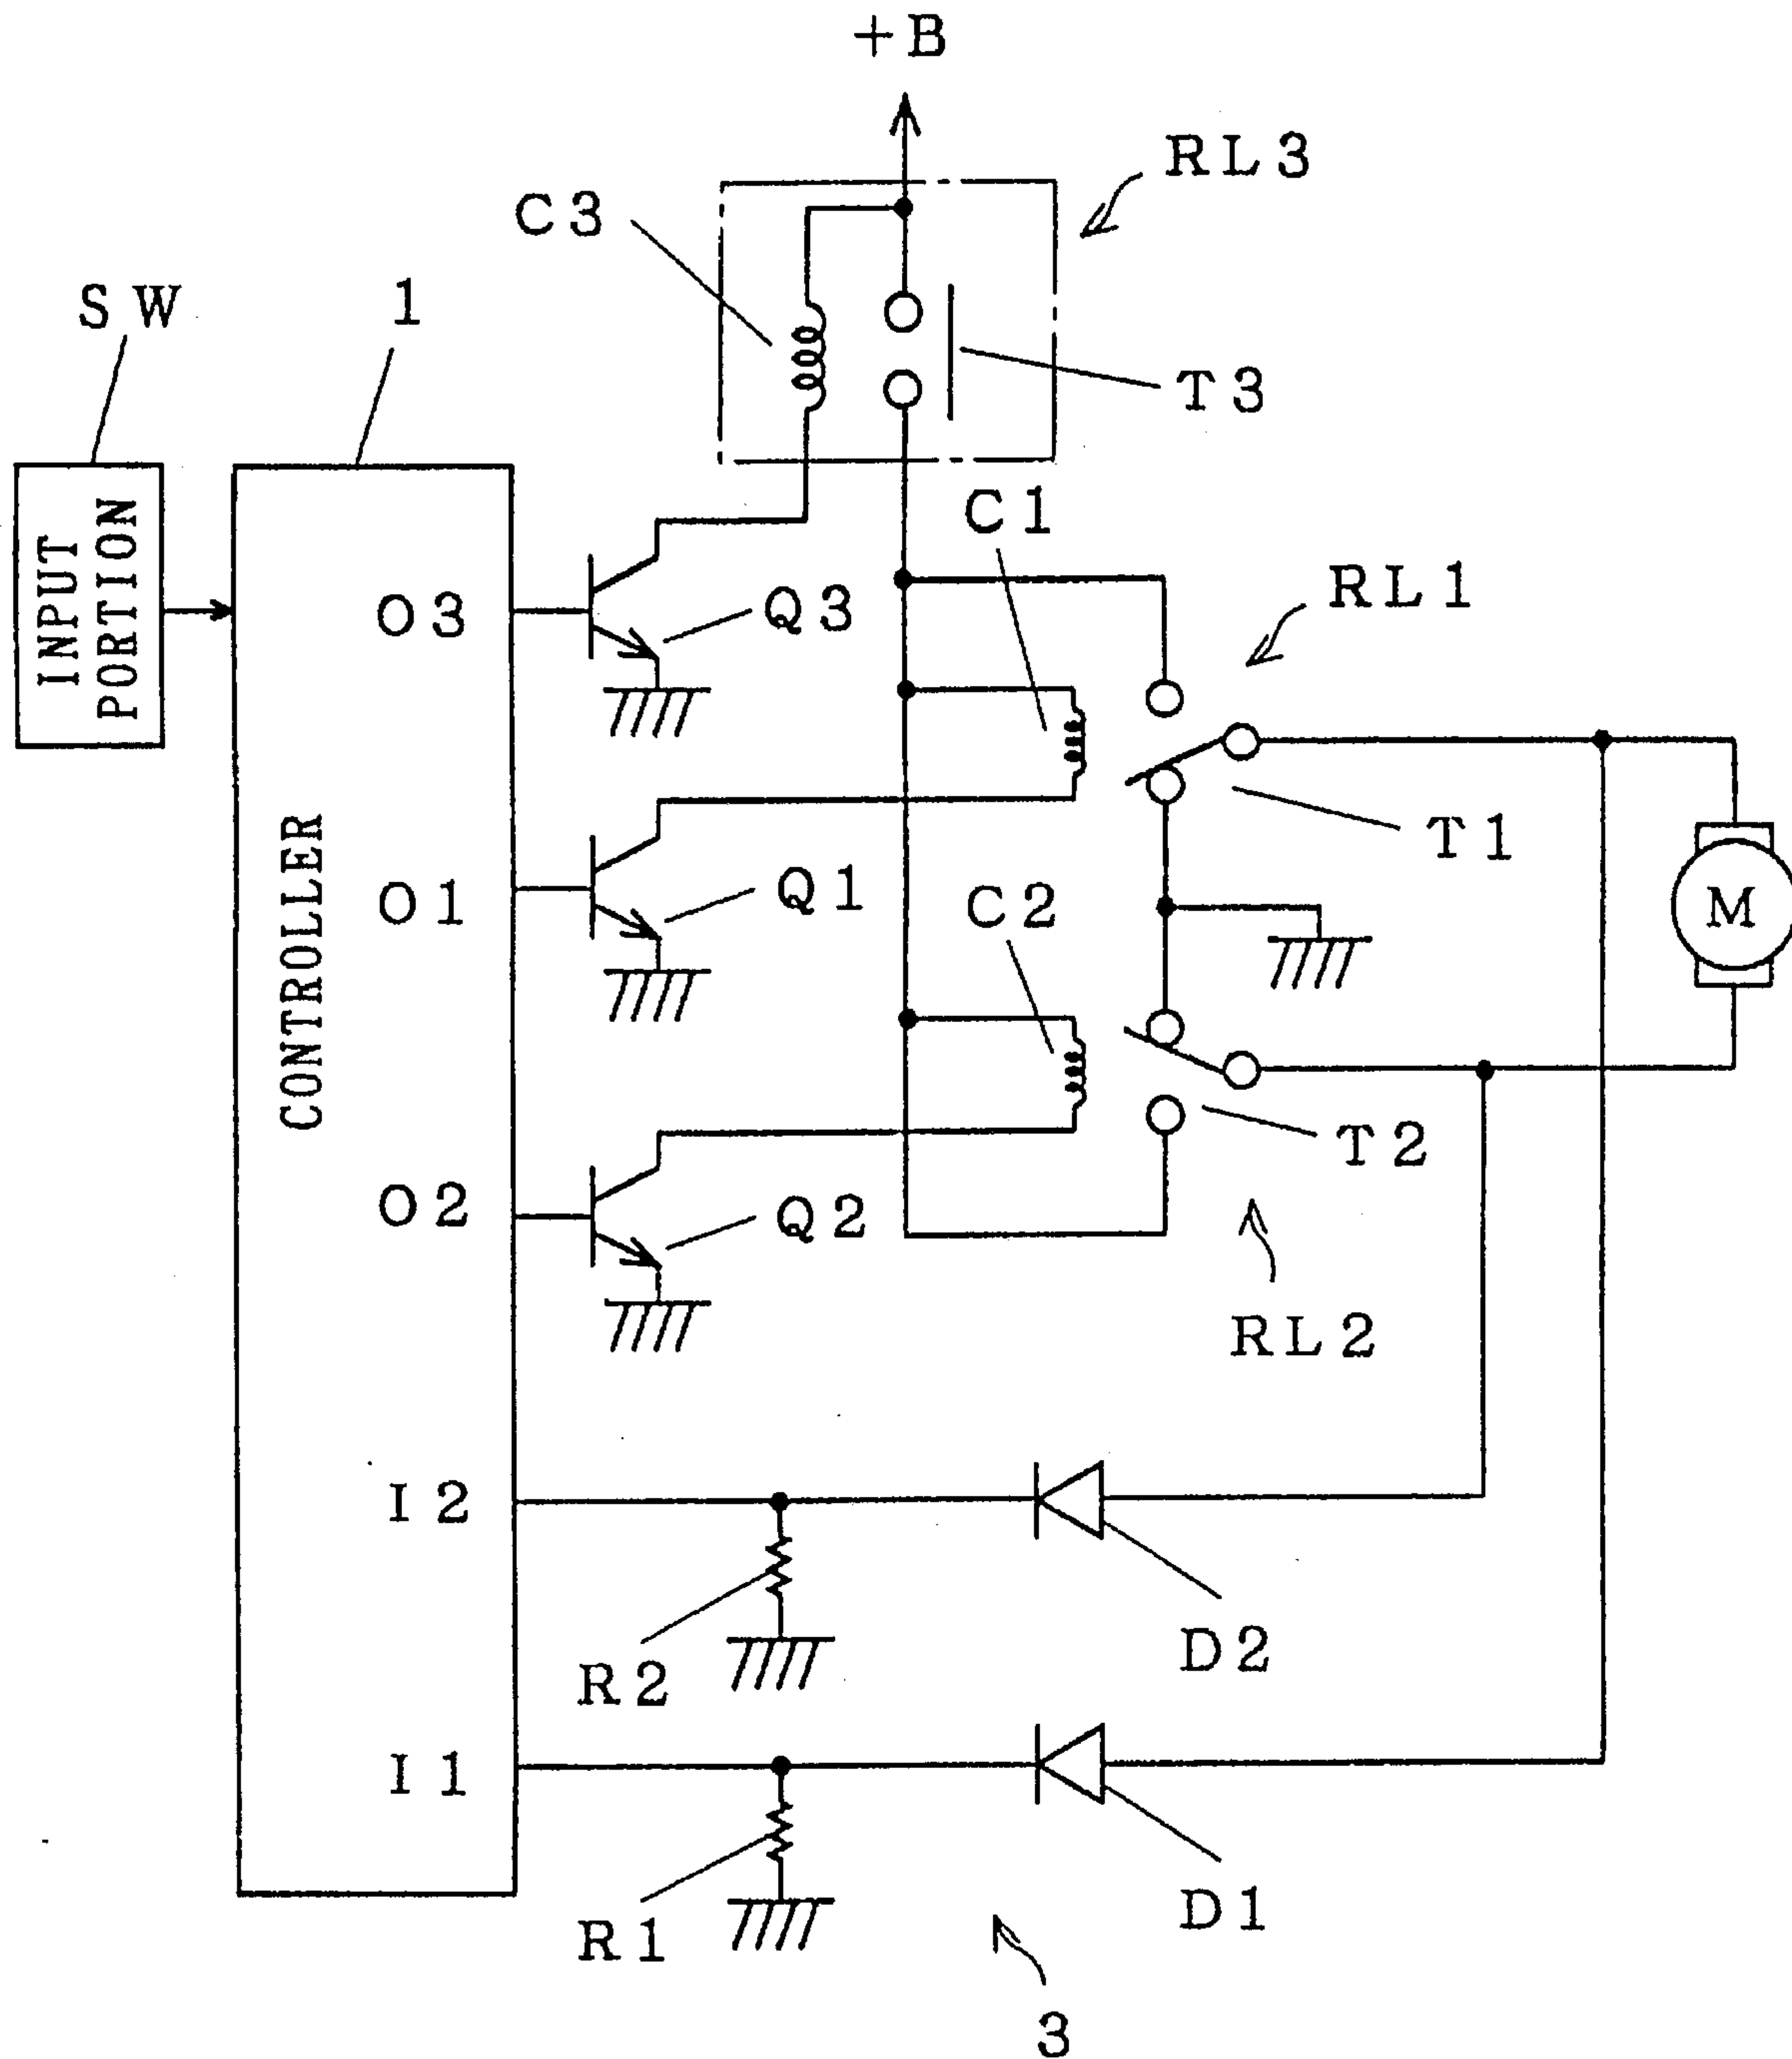 +B
RL3
C3
SW
1
T3
INPUT
PORTION
C1
RL1
O3
Q3
T1
CONTROLLER
O1
Q1
C2
M
T2
O2
Q2
RL2
I2
D2
R2
I1
D1
R1
3